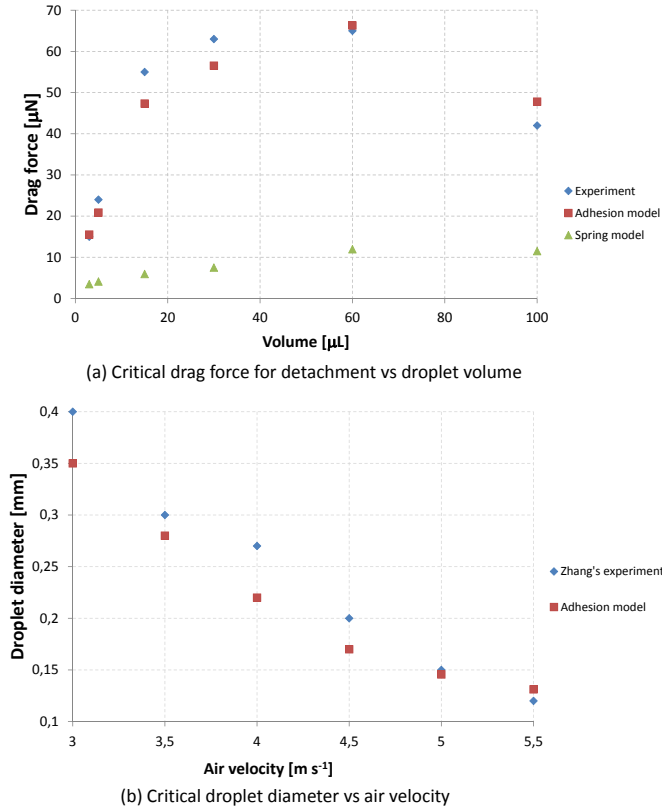 70
60
50
40
30
20
10
0
Drag force [μN]
0 20 40 60 80 100
Volume [μL]
Experiment
Adhesion model
Spring model
(a) Critical drag force for detachment vs droplet volume
0,4
0,35
0,3
0,25
0,2
0,15
0,1
Droplet diameter [mm]
3 3,5 4 4,5 5 5,5
Air velocity [m s⁻¹]
Zhang's experiment
Adhesion model
(b) Critical droplet diameter vs air velocity